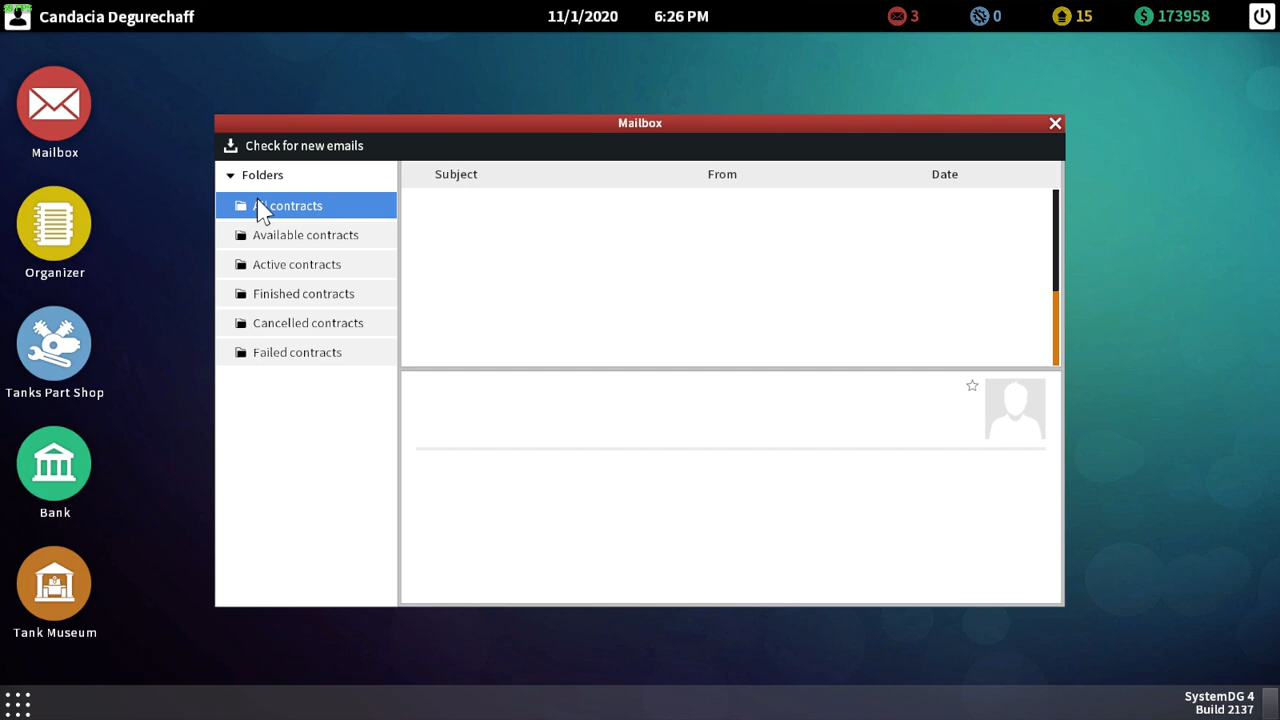 Candacia Degurechaff
11/1/2020 6:26 PM
3 0 15 173958
Mailbox
Organizer
Tanks Part Shop
Bank
Tank Museum
Mailbox
Check for new emails
Folders
contracts
Available contracts
Active contracts
Finished contracts
Cancelled contracts
Failed contracts
Subject From Date
SystemDG 4
Build 2137